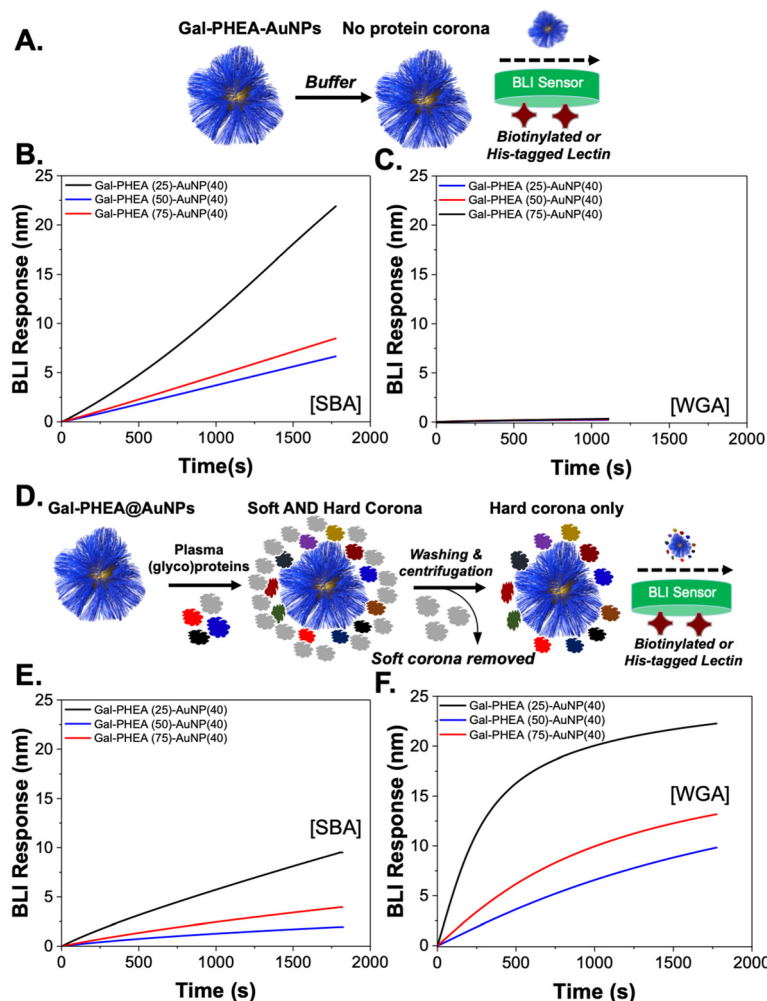 A.
Gal-PHEA-AuNPs
No protein corona
Buffer
BLI Sensor
Biotinylated or
His-tagged Lectin
B.
Gal-PHEA (25)-AuNP(40)
Gal-PHEA (50)-AuNP(40)
Gal-PHEA (75)-AuNP(40)
25
20
15
10
5
0
BLI Response (nm)
[SBA]
0 500 1000 1500 2000
Time(s)
C.
Gal-PHEA (25)-AuNP(40)
Gal-PHEA (50)-AuNP(40)
Gal-PHEA (75)-AuNP(40)
25
20
15
10
5
0
BLI Response (nm)
[WGA]
0 500 1000 1500 2000
Time(s)
D.
Gal-PHEA@AuNPs
Soft AND Hard Corona
Hard corona only
Plasma
(glyco)proteins
Washing &
centrifugation
Soft corona removed
BLI Sensor
Biotinylated or
His-tagged Lectin
E.
Gal-PHEA (25)-AuNP(40)
Gal-PHEA (50)-AuNP(40)
Gal-PHEA (75)-AuNP(40)
25
20
15
10
5
0
BLI Response (nm)
[SBA]
0 500 1000 1500 2000
Time (s)
F.
Gal-PHEA (25)-AuNP(40)
Gal-PHEA (50)-AuNP(40)
Gal-PHEA (75)-AuNP(40)
25
20
15
10
5
0
BLI Response (nm)
[WGA]
0 500 1000 1500 2000
Time (s)